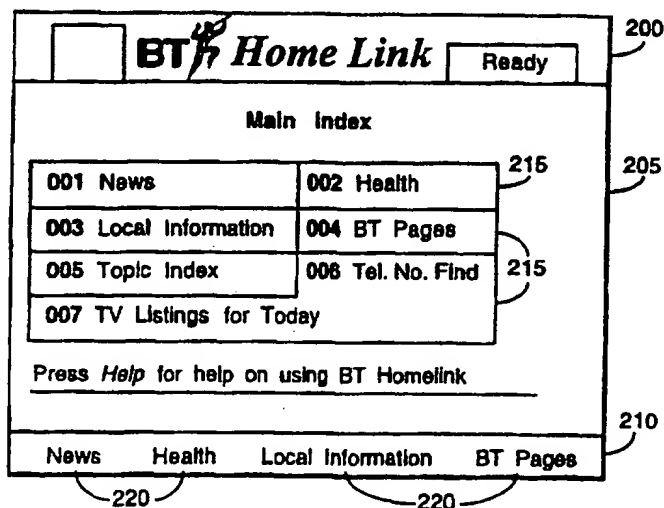 BT Home Link Ready 200
Main Index
001 News 002 Health 215 205
003 Local Information 004 BT Pages
005 Topic Index 006 Tel. No. Find 215
007 TV Listings for Today
Press Help for help on using BT Homelink
210
News Health Local Information BT Pages
220 220